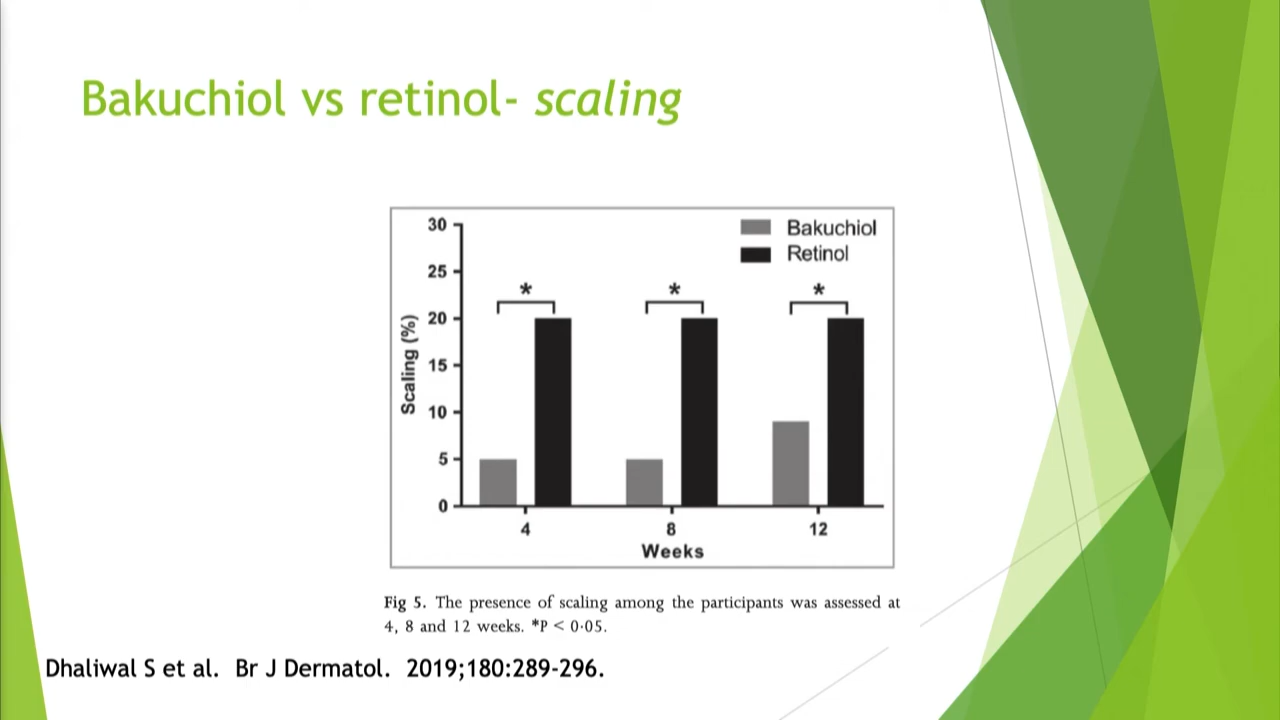 Bakuchiol vs retinol- scaling
30
25
20
15
10
5
0
Scaling (%)
Bakuchiol
Retinol
* * *
4 8 12
Weeks
Fig 5. The presence of scaling among the participants was assessed at
4, 8 and 12 weeks. *P < 0·05.
Dhaliwal S et al. Br J Dermatol. 2019;180:289-296.